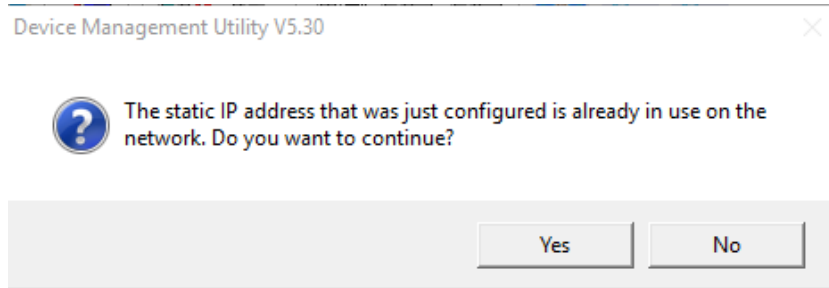 Device Management Utility V5.30
The static IP address that was just configured is already in use on the
network. Do you want to continue?
Yes
No